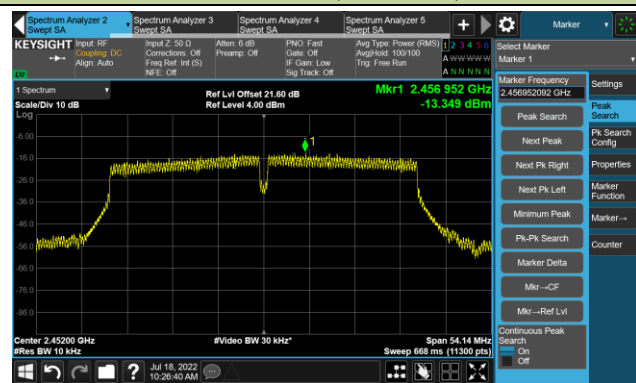 Spectrum Analyzer 2
Swept SA
Spectrum Analyzer 3
Swept SA
Spectrum Analyzer 4
Swept SA
Spectrum Analyzer 5
Swept SA
+
Marker
KEYSIGHT
Input: RF
Coupling: DC
Align: Auto
Input Z: 50 Ω
Corrections: Off
Freq Ref: Int (S)
NFE: Off
Atten: 6 dB
Preamp: Off
PNO: Fast
Gate: Off
IF Gain: Low
Sig Track: Off
Avg Type: Power (RMS)
Avg|Hold: 100/100
Trig: Free Run
1 2 3 4 5 6
A W W W W W
A N N N N N
LW
Select Marker
Marker 1
1 Spectrum
Scale/Div 10 dB
Log
Ref Lvl Offset 21.60 dB
Ref Level 4.00 dBm
Mkr1 2.456 952 GHz
-13.349 dBm
1
-6.00
-16.0
-26.0
-36.0
-46.0
-56.0
-66.0
-76.0
-86.0
Center 2.45200 GHz
#Res BW 10 kHz
#Video BW 30 kHz*
Span 54.14 MHz
Sweep 668 ms (11300 pts)
Marker Frequency
2.456952092 GHz
Peak Search
Next Peak
Next Pk Right
Next Pk Left
Minimum Peak
Pk-Pk Search
Marker Delta
Mkr→CF
Mkr→Ref Lvl
Continuous Peak
Search
On
Off
Settings
Peak
Search
Pk Search
Config
Properties
Marker
Function
Marker→
Counter
?
Jul 18, 2022
10:26:40 AM